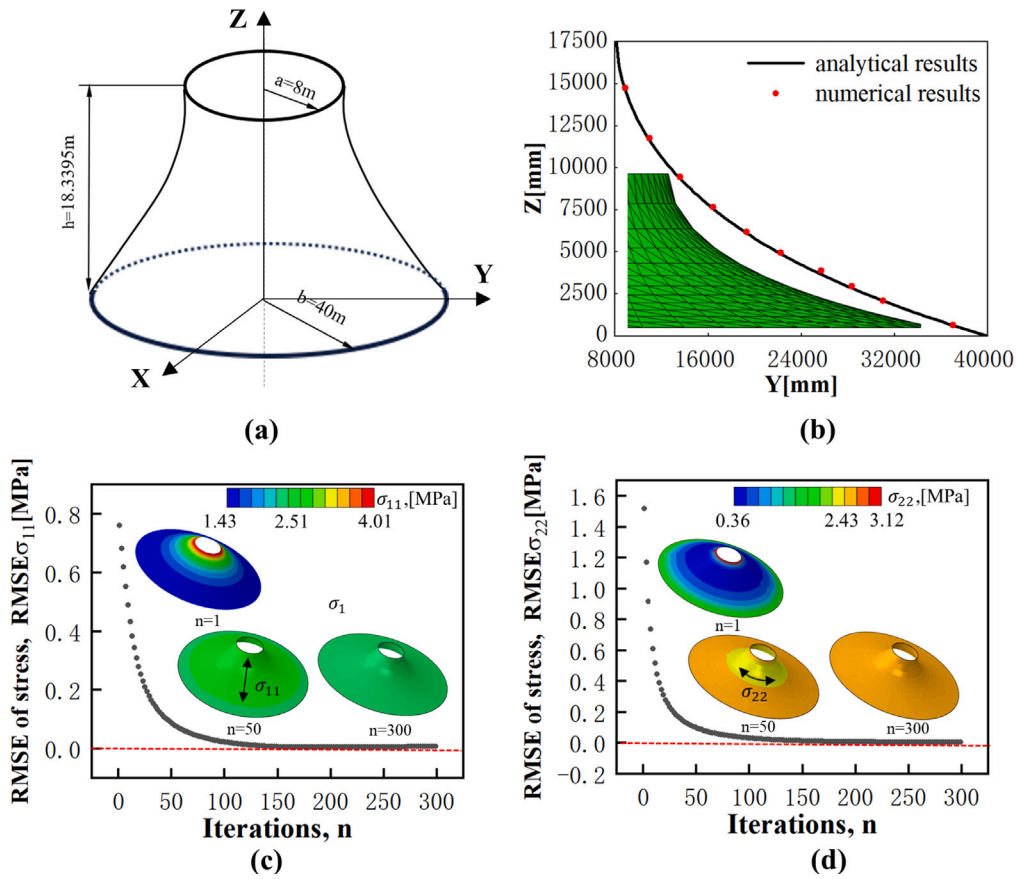 Z
a=8m
h=18.3395m
Y
b=40m
X
(a)
17500
15000
12500
10000
7500
5000
2500
0
Z[mm]
analytical results
numerical results
8000 16000 24000 32000 40000
Y[mm]
(b)
RMSE of stress, RMSEσ11[MPa]
0.8
0.6
0.4
0.2
0.0
σ11,[MPa]
1.43 2.51 4.01
n=1
σ1
σ11
n=50
n=300
0 50 100 150 200 250 300
Iterations, n
(c)
RMSE of stress, RMSEσ22[MPa]
1.6
1.4
1.2
1.0
0.8
0.6
0.4
0.2
0.0
-0.2
σ22,[MPa]
0.36 2.43 3.12
n=1
σ22
n=50
n=300
0 50 100 150 200 250 300
Iterations, n
(d)